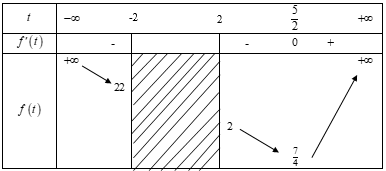 t -∞ -2 2 5/2 +∞
f'(t) - - 0 +
+∞ +∞
22
f(t)
2
7/4